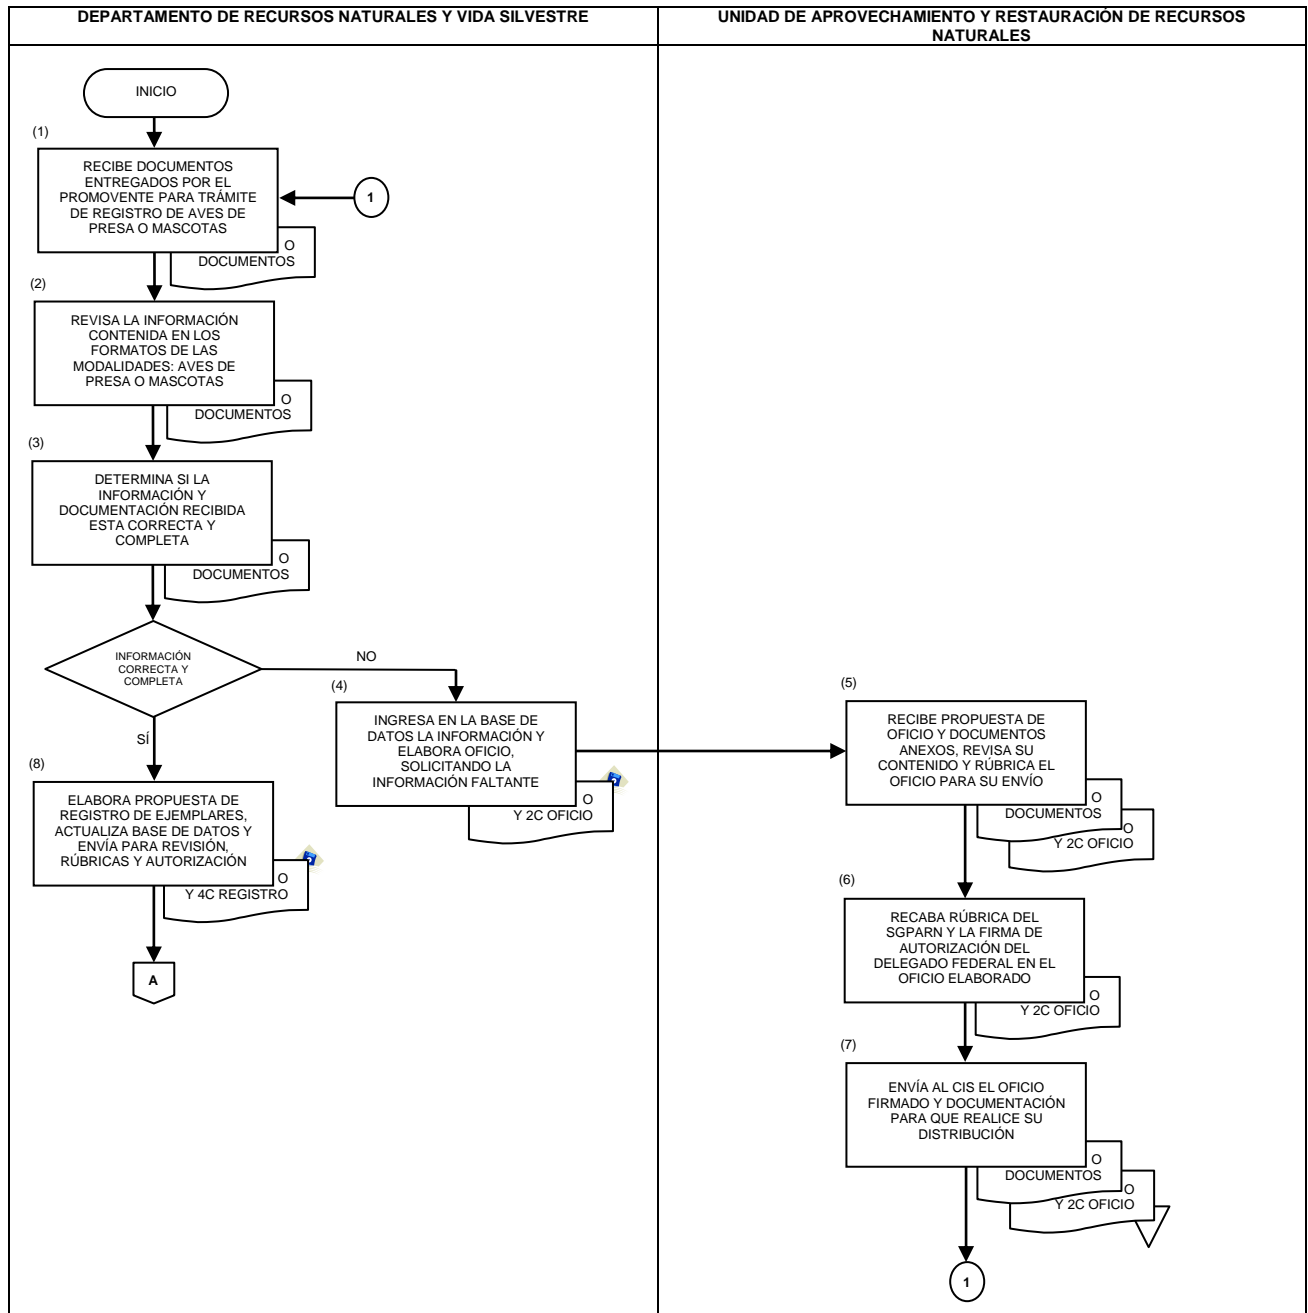 DEPARTAMENTO DE RECURSOS NATURALES Y VIDA SILVESTRE
UNIDAD DE APROVECHAMIENTO Y RESTAURACIÓN DE RECURSOS
NATURALES
INICIO
(1)
RECIBE DOCUMENTOS
ENTREGADOS POR EL
PROMOVENTE PARA TRÁMITE
DE REGISTRO DE AVES DE
PRESA O MASCOTAS
1
O
DOCUMENTOS
(2)
REVISA LA INFORMACIÓN
CONTENIDA EN LOS
FORMATOS DE LAS
MODALIDADES: AVES DE
PRESA O MASCOTAS
O
DOCUMENTOS
(3)
DETERMINA SI LA
INFORMACIÓN Y
DOCUMENTACIÓN RECIBIDA
ESTA CORRECTA Y
COMPLETA
O
DOCUMENTOS
INFORMACIÓN
CORRECTA Y
COMPLETA
NO
SÍ
(4)
INGRESA EN LA BASE DE
DATOS LA INFORMACIÓN Y
ELABORA OFICIO,
SOLICITANDO LA
INFORMACIÓN FALTANTE
O
Y 2C OFICIO
(8)
ELABORA PROPUESTA DE
REGISTRO DE EJEMPLARES,
ACTUALIZA BASE DE DATOS Y
ENVÍA PARA REVISIÓN,
RÚBRICAS Y AUTORIZACIÓN
O
Y 4C REGISTRO
A
(5)
RECIBE PROPUESTA DE
OFICIO Y DOCUMENTOS
ANEXOS, REVISA SU
CONTENIDO Y RÚBRICA EL
OFICIO PARA SU ENVÍO
O
DOCUMENTOS
O
Y 2C OFICIO
(6)
RECABA RÚBRICA DEL
SGPARN Y LA FIRMA DE
AUTORIZACIÓN DEL
DELEGADO FEDERAL EN EL
OFICIO ELABORADO
O
Y 2C OFICIO
(7)
ENVÍA AL CIS EL OFICIO
FIRMADO Y DOCUMENTACIÓN
PARA QUE REALICE SU
DISTRIBUCIÓN
O
DOCUMENTOS
O
Y 2C OFICIO
1